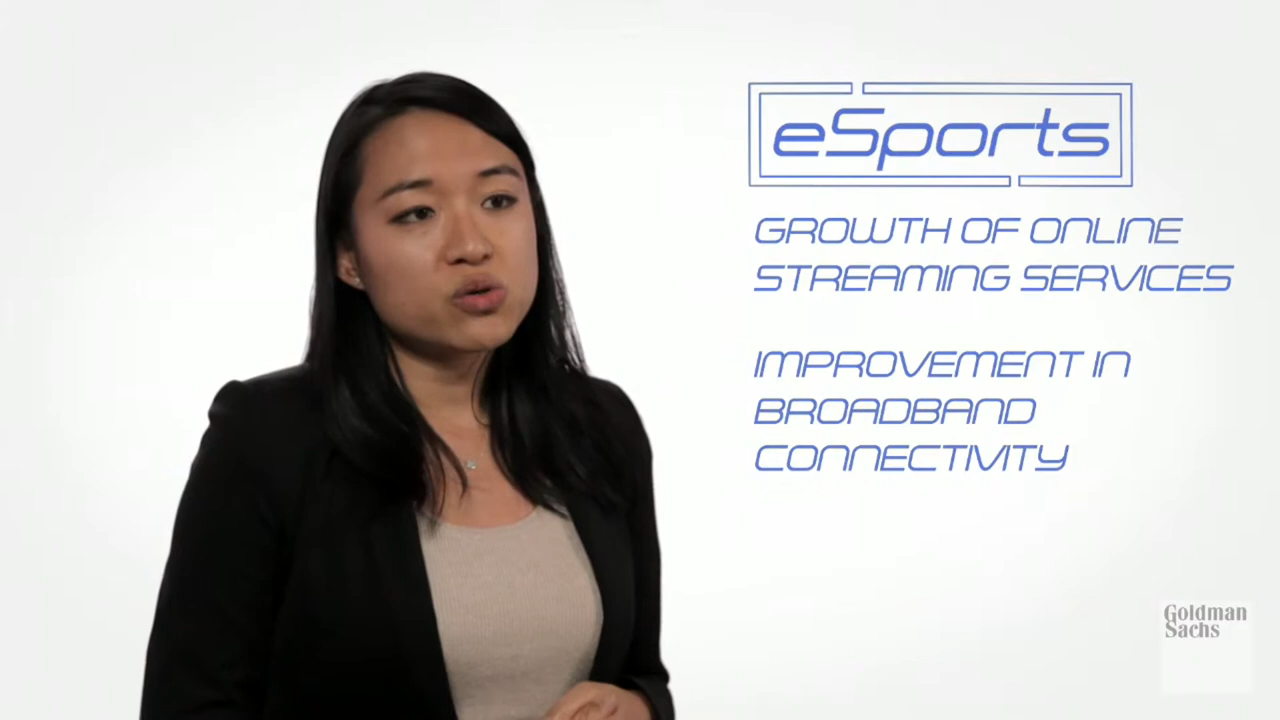 eSports
GROWTH OF ONLINE
STREAMING SERVICES
IMPROVEMENT IN
BROADBAND
CONNECTIVITY
Goldman
Sachs